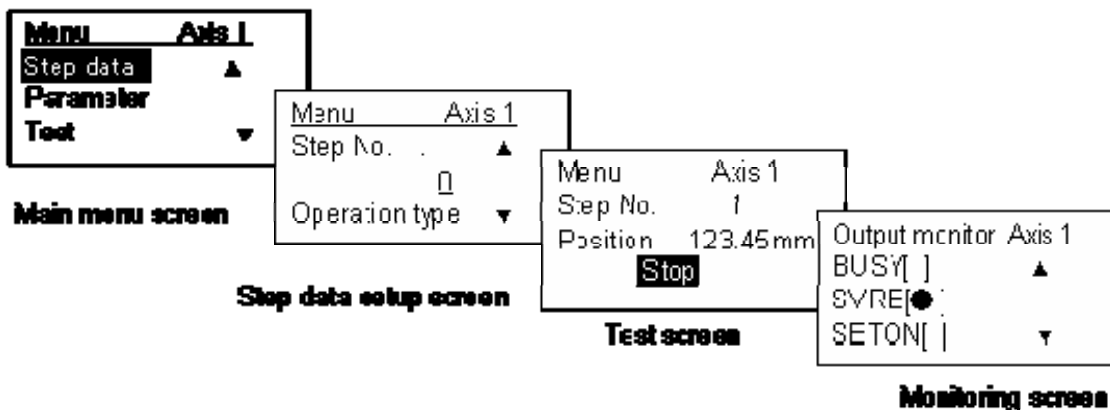 Menu Axis 1
Step data ▲
Parameter
Test ▼
Main menu screen
Menu Axis 1
Step No. ▲
0
Operation type ▼
Step data setup screen
Menu Axis 1
Step No. 1
Position 123.45mm
Stop
Test screen
Output monitor Axis 1
BUSY[ ] ▲
SVRE[●]
SETON[ ] ▼
Monitoring screen